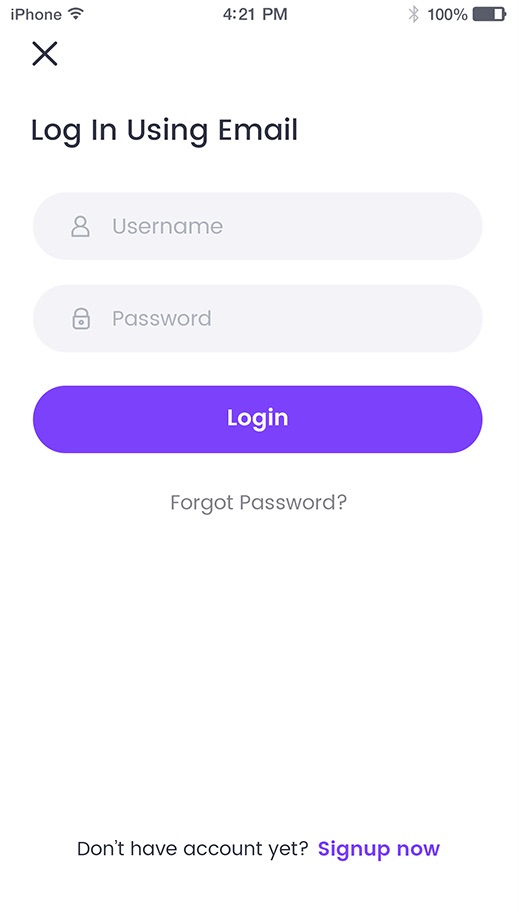 iPhone 4:21 PM 100%
Log In Using Email
Username
Password
Login
Forgot Password?
Don't have account yet? Signup now